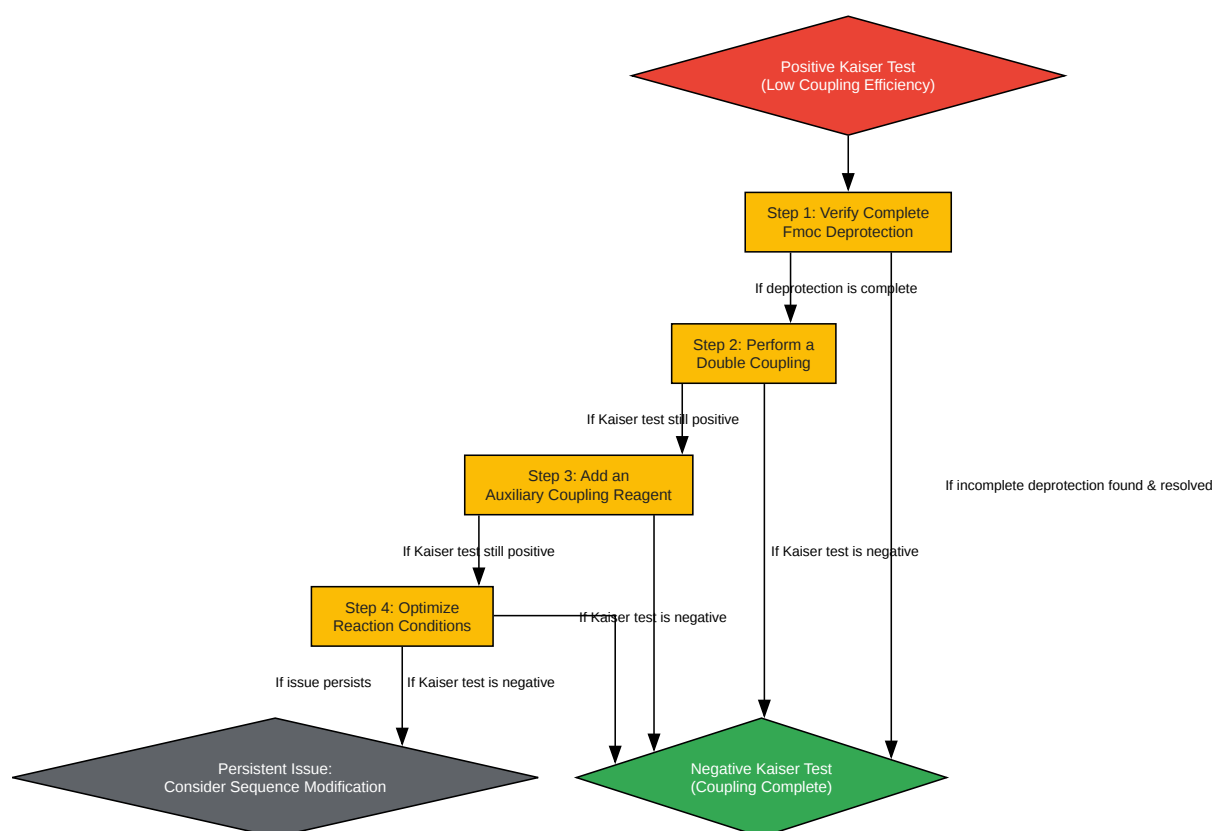 Positive Kaiser Test
(Low Coupling Efficiency)
Step 1: Verify Complete
Fmoc Deprotection
If deprotection is complete
Step 2: Perform a
Double Coupling
If Kaiser test still positive
Step 3: Add an
Auxiliary Coupling Reagent
If incomplete deprotection found & resolved
If Kaiser test still positive
If Kaiser test is negative
Step 4: Optimize
Reaction Conditions
If Kaiser test is negative
If issue persists
If Kaiser test is negative
Persistent Issue:
Consider Sequence Modification
Negative Kaiser Test
(Coupling Complete)